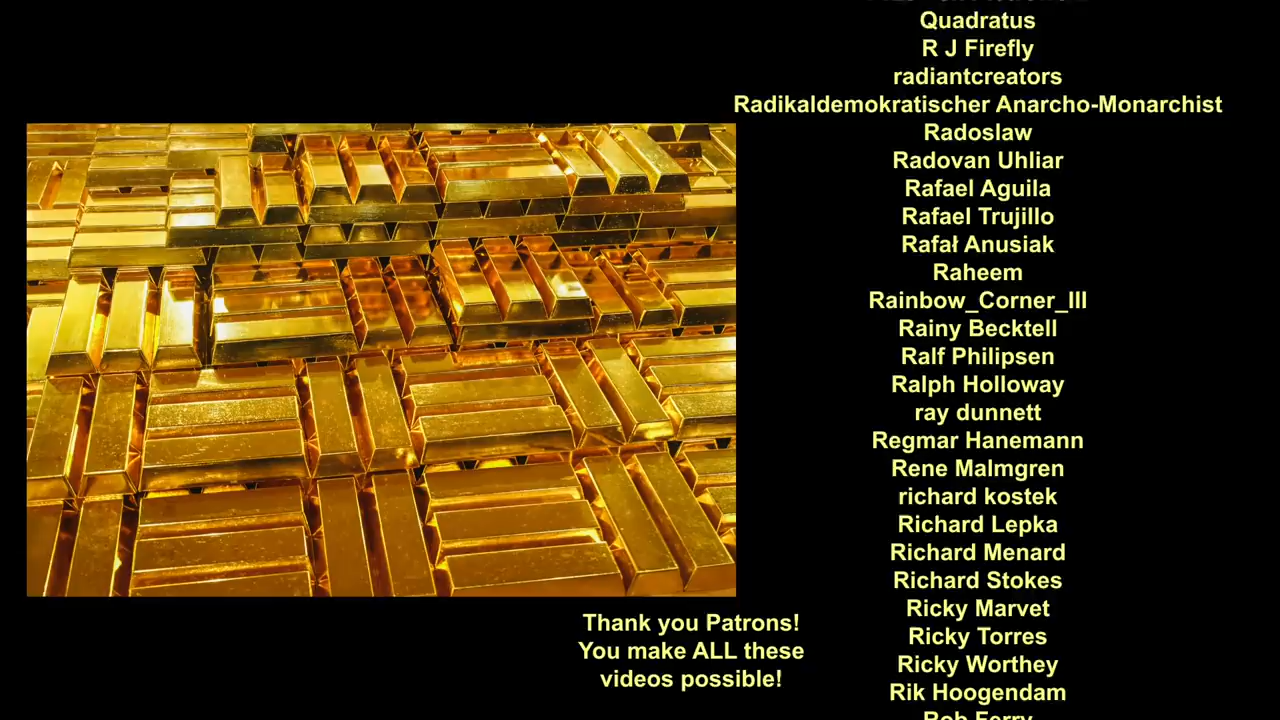 Quadratus
R J Firefly
radiantcreators
Radikaldemokratischer Anarcho-Monarchist
Radoslaw
Radovan Uhliar
Rafael Aguila
Rafael Trujillo
Rafał Anusiak
Raheem
Rainbow_Corner_III
Rainy Becktell
Ralf Philipsen
Ralph Holloway
ray dunnett
Regmar Hanemann
Rene Malmgren
richard kostek
Richard Lepka
Richard Menard
Richard Stokes
Ricky Marvet
Ricky Torres
Ricky Worthey
Rik Hoogendam
Rob Ferry
Thank you Patrons!
You make ALL these
videos possible!